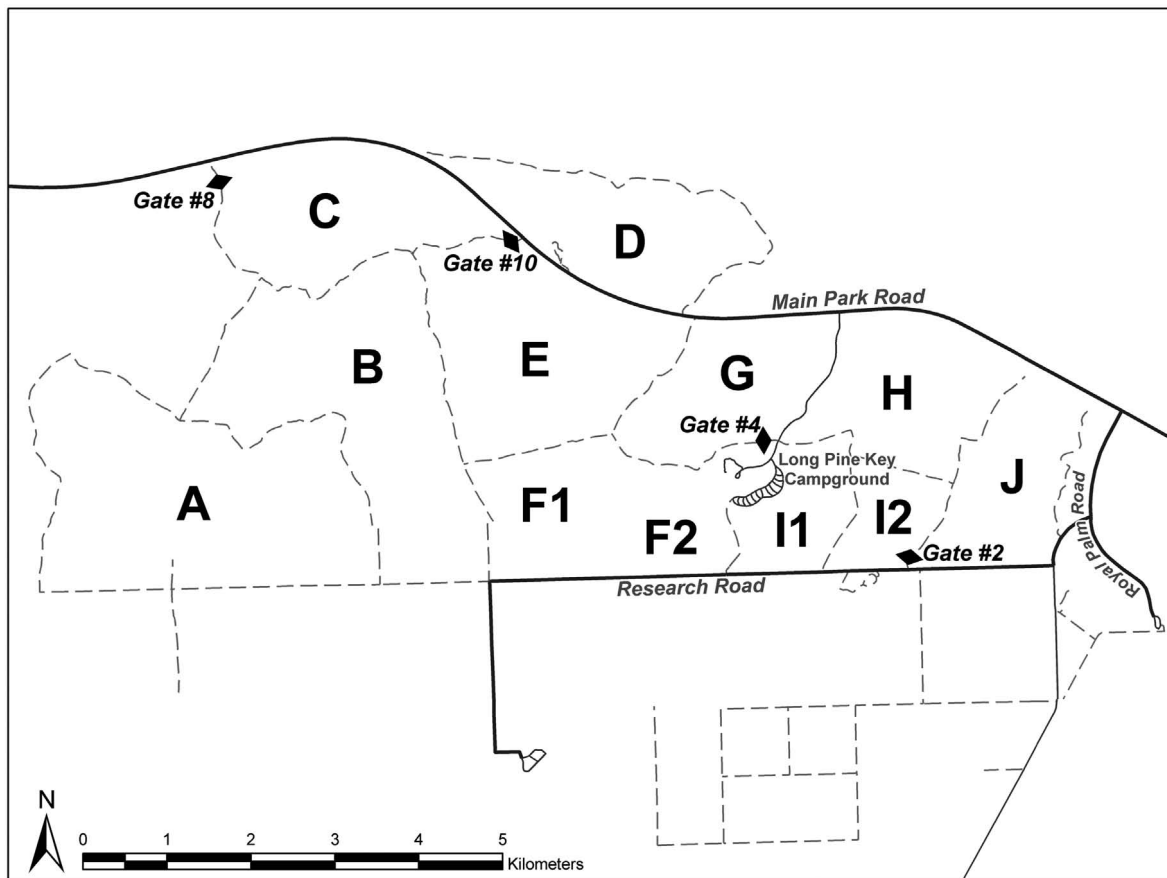 Gate #8
C
Gate #10
D
Main Park Road
B
E
G
H
Gate #4
Long Pine Key
Campground
A
F1
F2
I1
I2
J
Gate #2
Research Road
Royal Palm Road
N
0 1 2 3 4 5
Kilometers